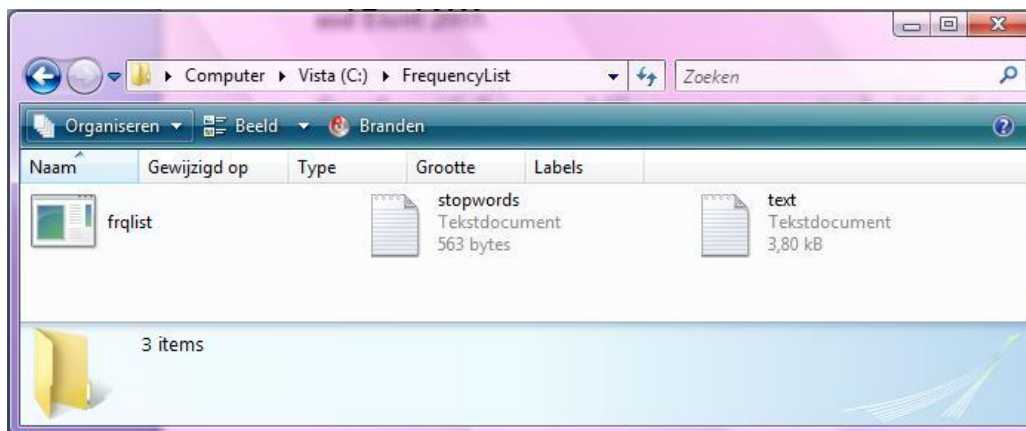 Computer Vista (C:) FrequencyList Zoeken
Organiseren Beeld Branden
Naam Gewijzigd op Type Grootte Labels
frqlist
stopwords
Tekstdocument
563 bytes
text
Tekstdocument
3,80 kB
3 items